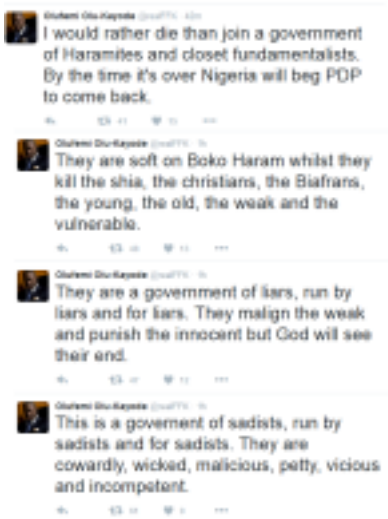 Olufemi Olu-Kayode
I would rather die than join a government
of Haramites and closet fundamentalists.
By the time it's over Nigeria will beg PDP
to come back.
Olufemi Olu-Kayode
They are soft on Boko Haram whilst they
kill the shia, the christians, the Biafrans,
the young, the old, the weak and the
vulnerable.
Olufemi Olu-Kayode
They are a government of liars, run by
liars and for liars. They malign the weak
and punish the innocent but God will see
their end.
Olufemi Olu-Kayode
This is a goverment of sadists, run by
sadists and for sadists. They are
cowardly, wicked, malicious, petty, vicious
and incompetent.